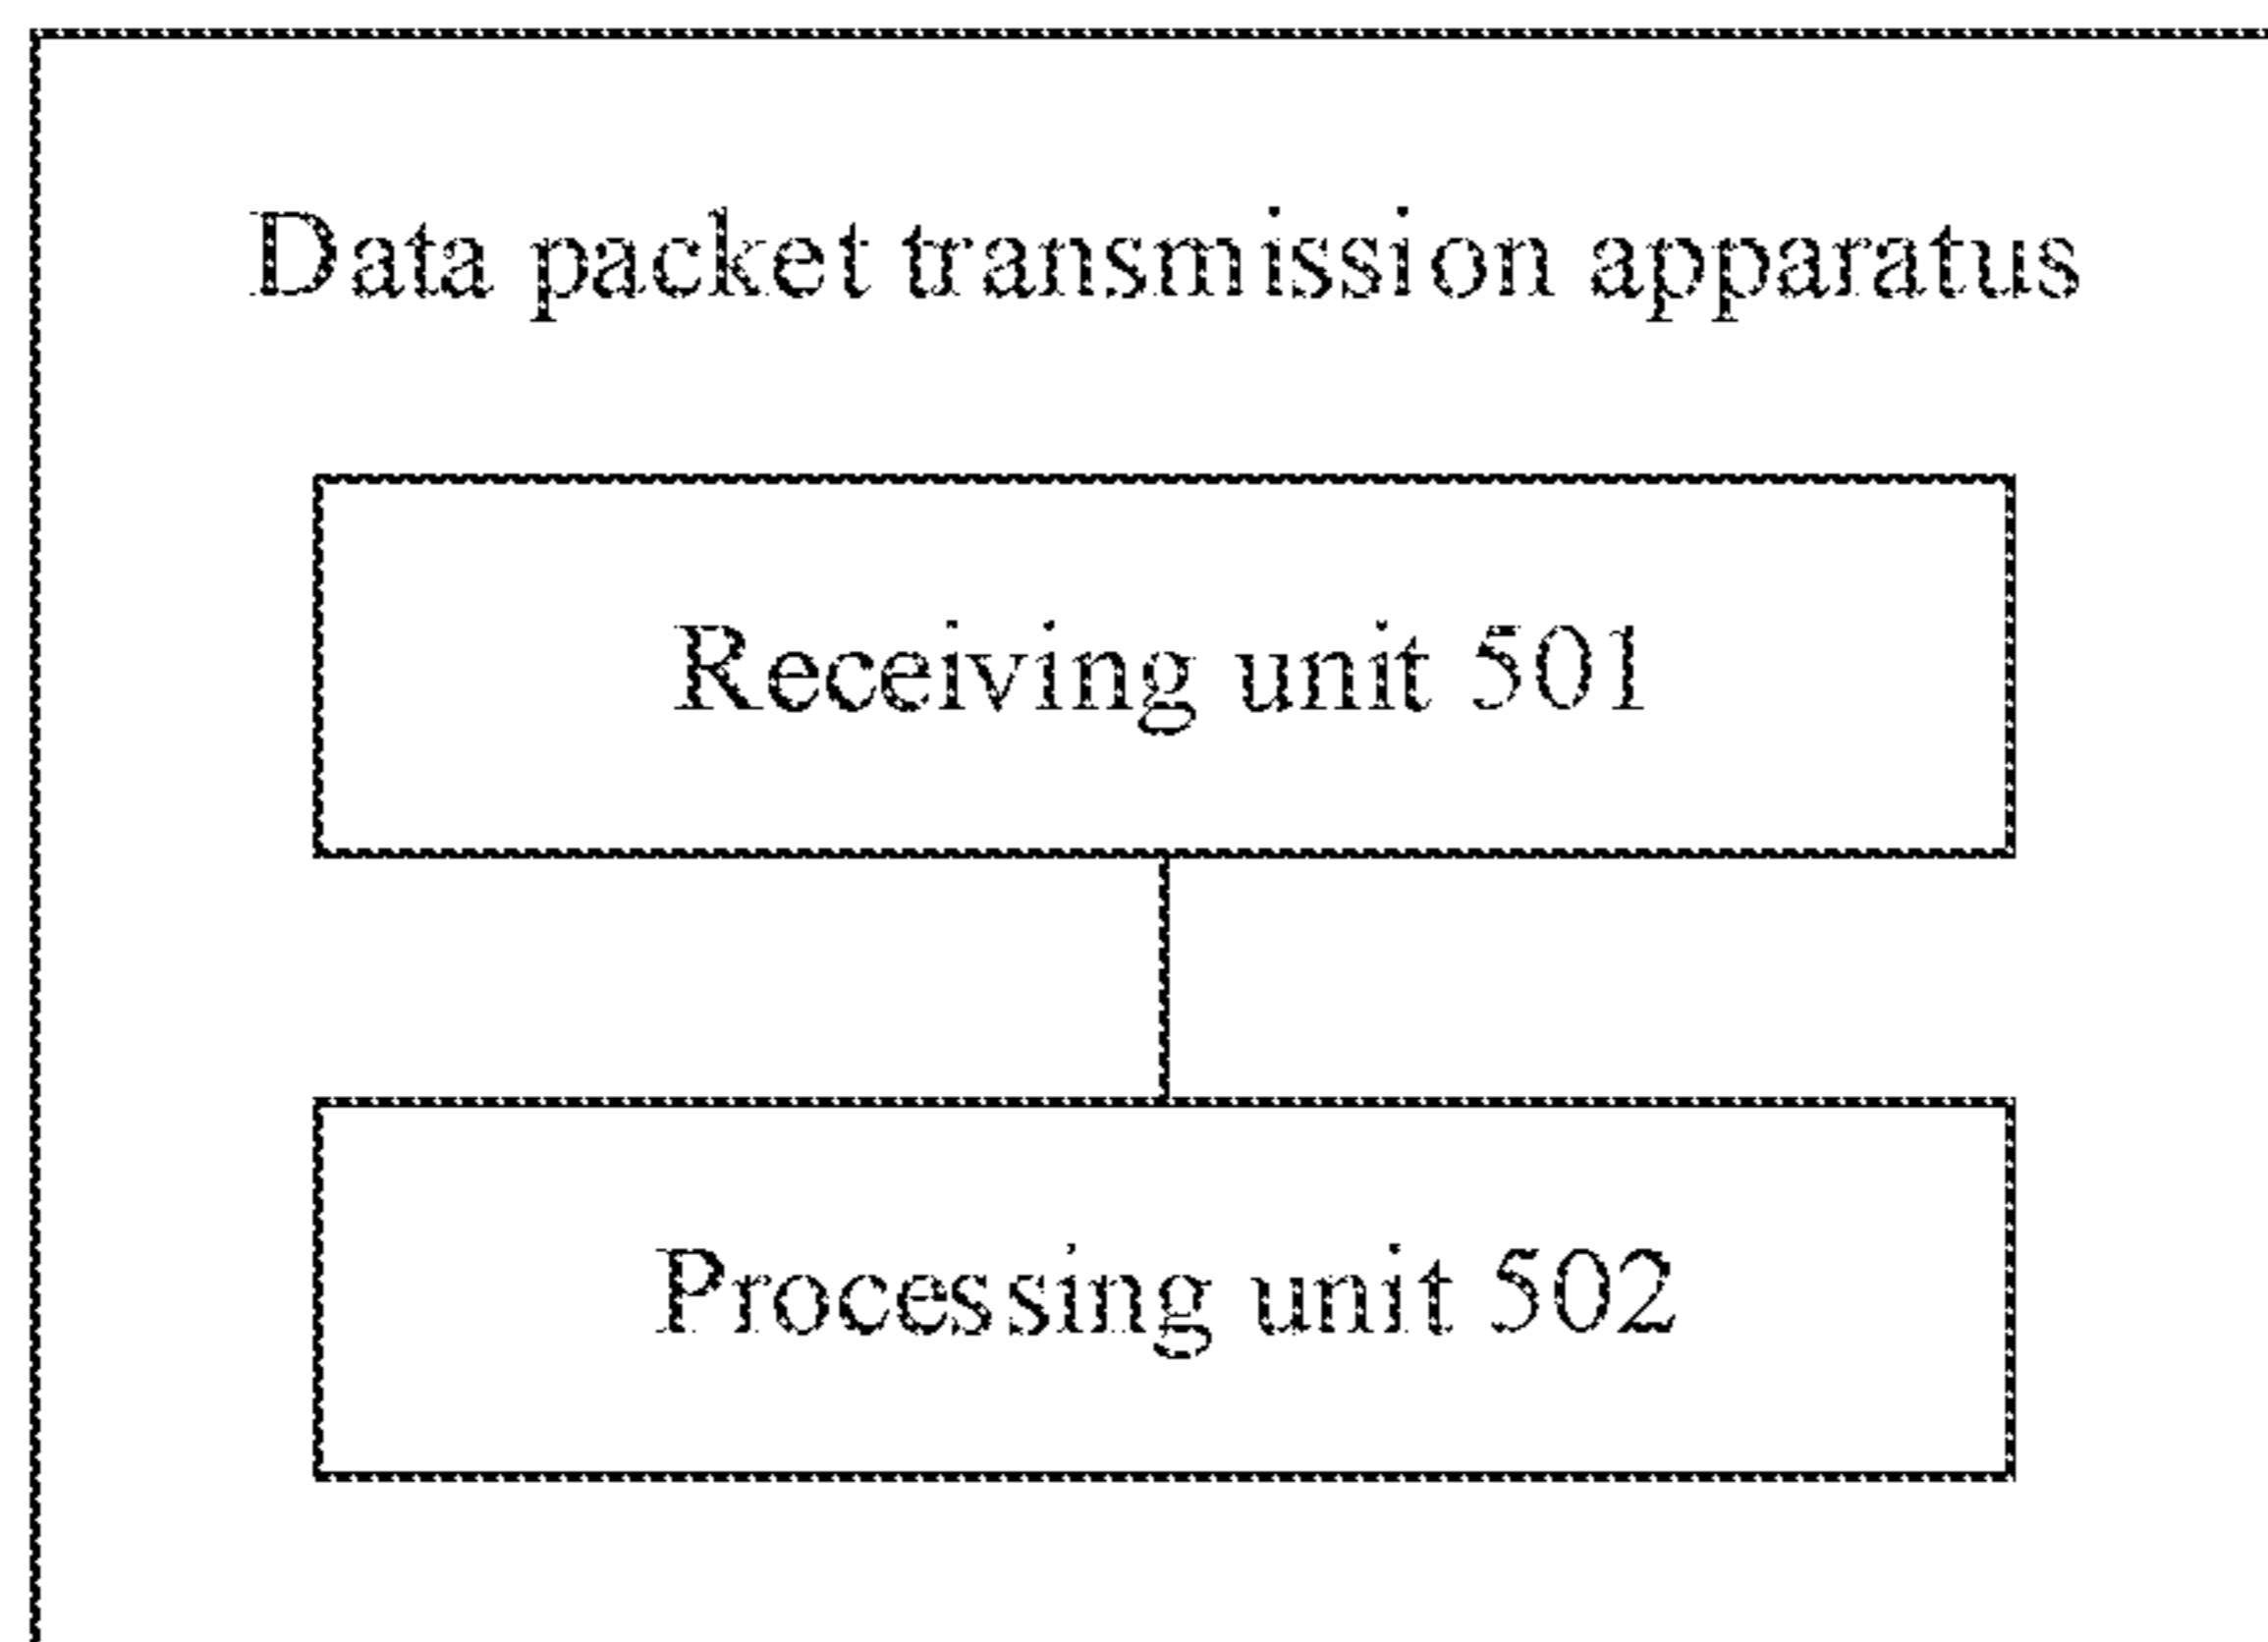 Data packet transmission apparatus
Receiving unit 501
Processing unit 502